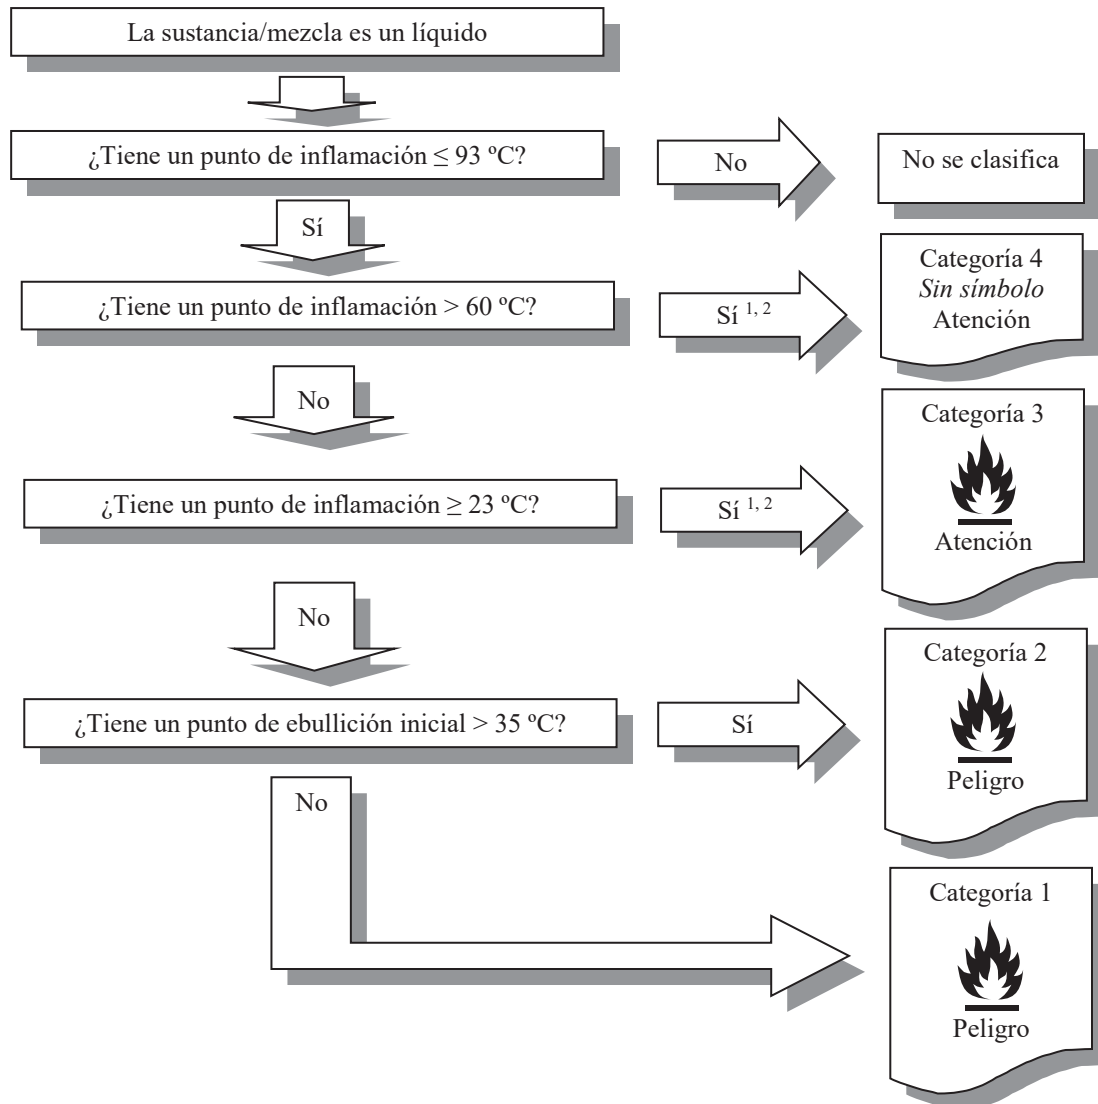 La sustancia/mezcla es un líquido
¿Tiene un punto de inflamación ≤ 93 ºC?
No
No se clasifica
Sí
¿Tiene un punto de inflamación > 60 ºC?
Sí 1, 2
Categoría 4
Sin símbolo
Atención
No
Categoría 3
¿Tiene un punto de inflamación ≥ 23 ºC?
Sí 1, 2
Atención
No
Categoría 2
¿Tiene un punto de ebullición inicial > 35 ºC?
Sí
Peligro
No
Categoría 1
Peligro